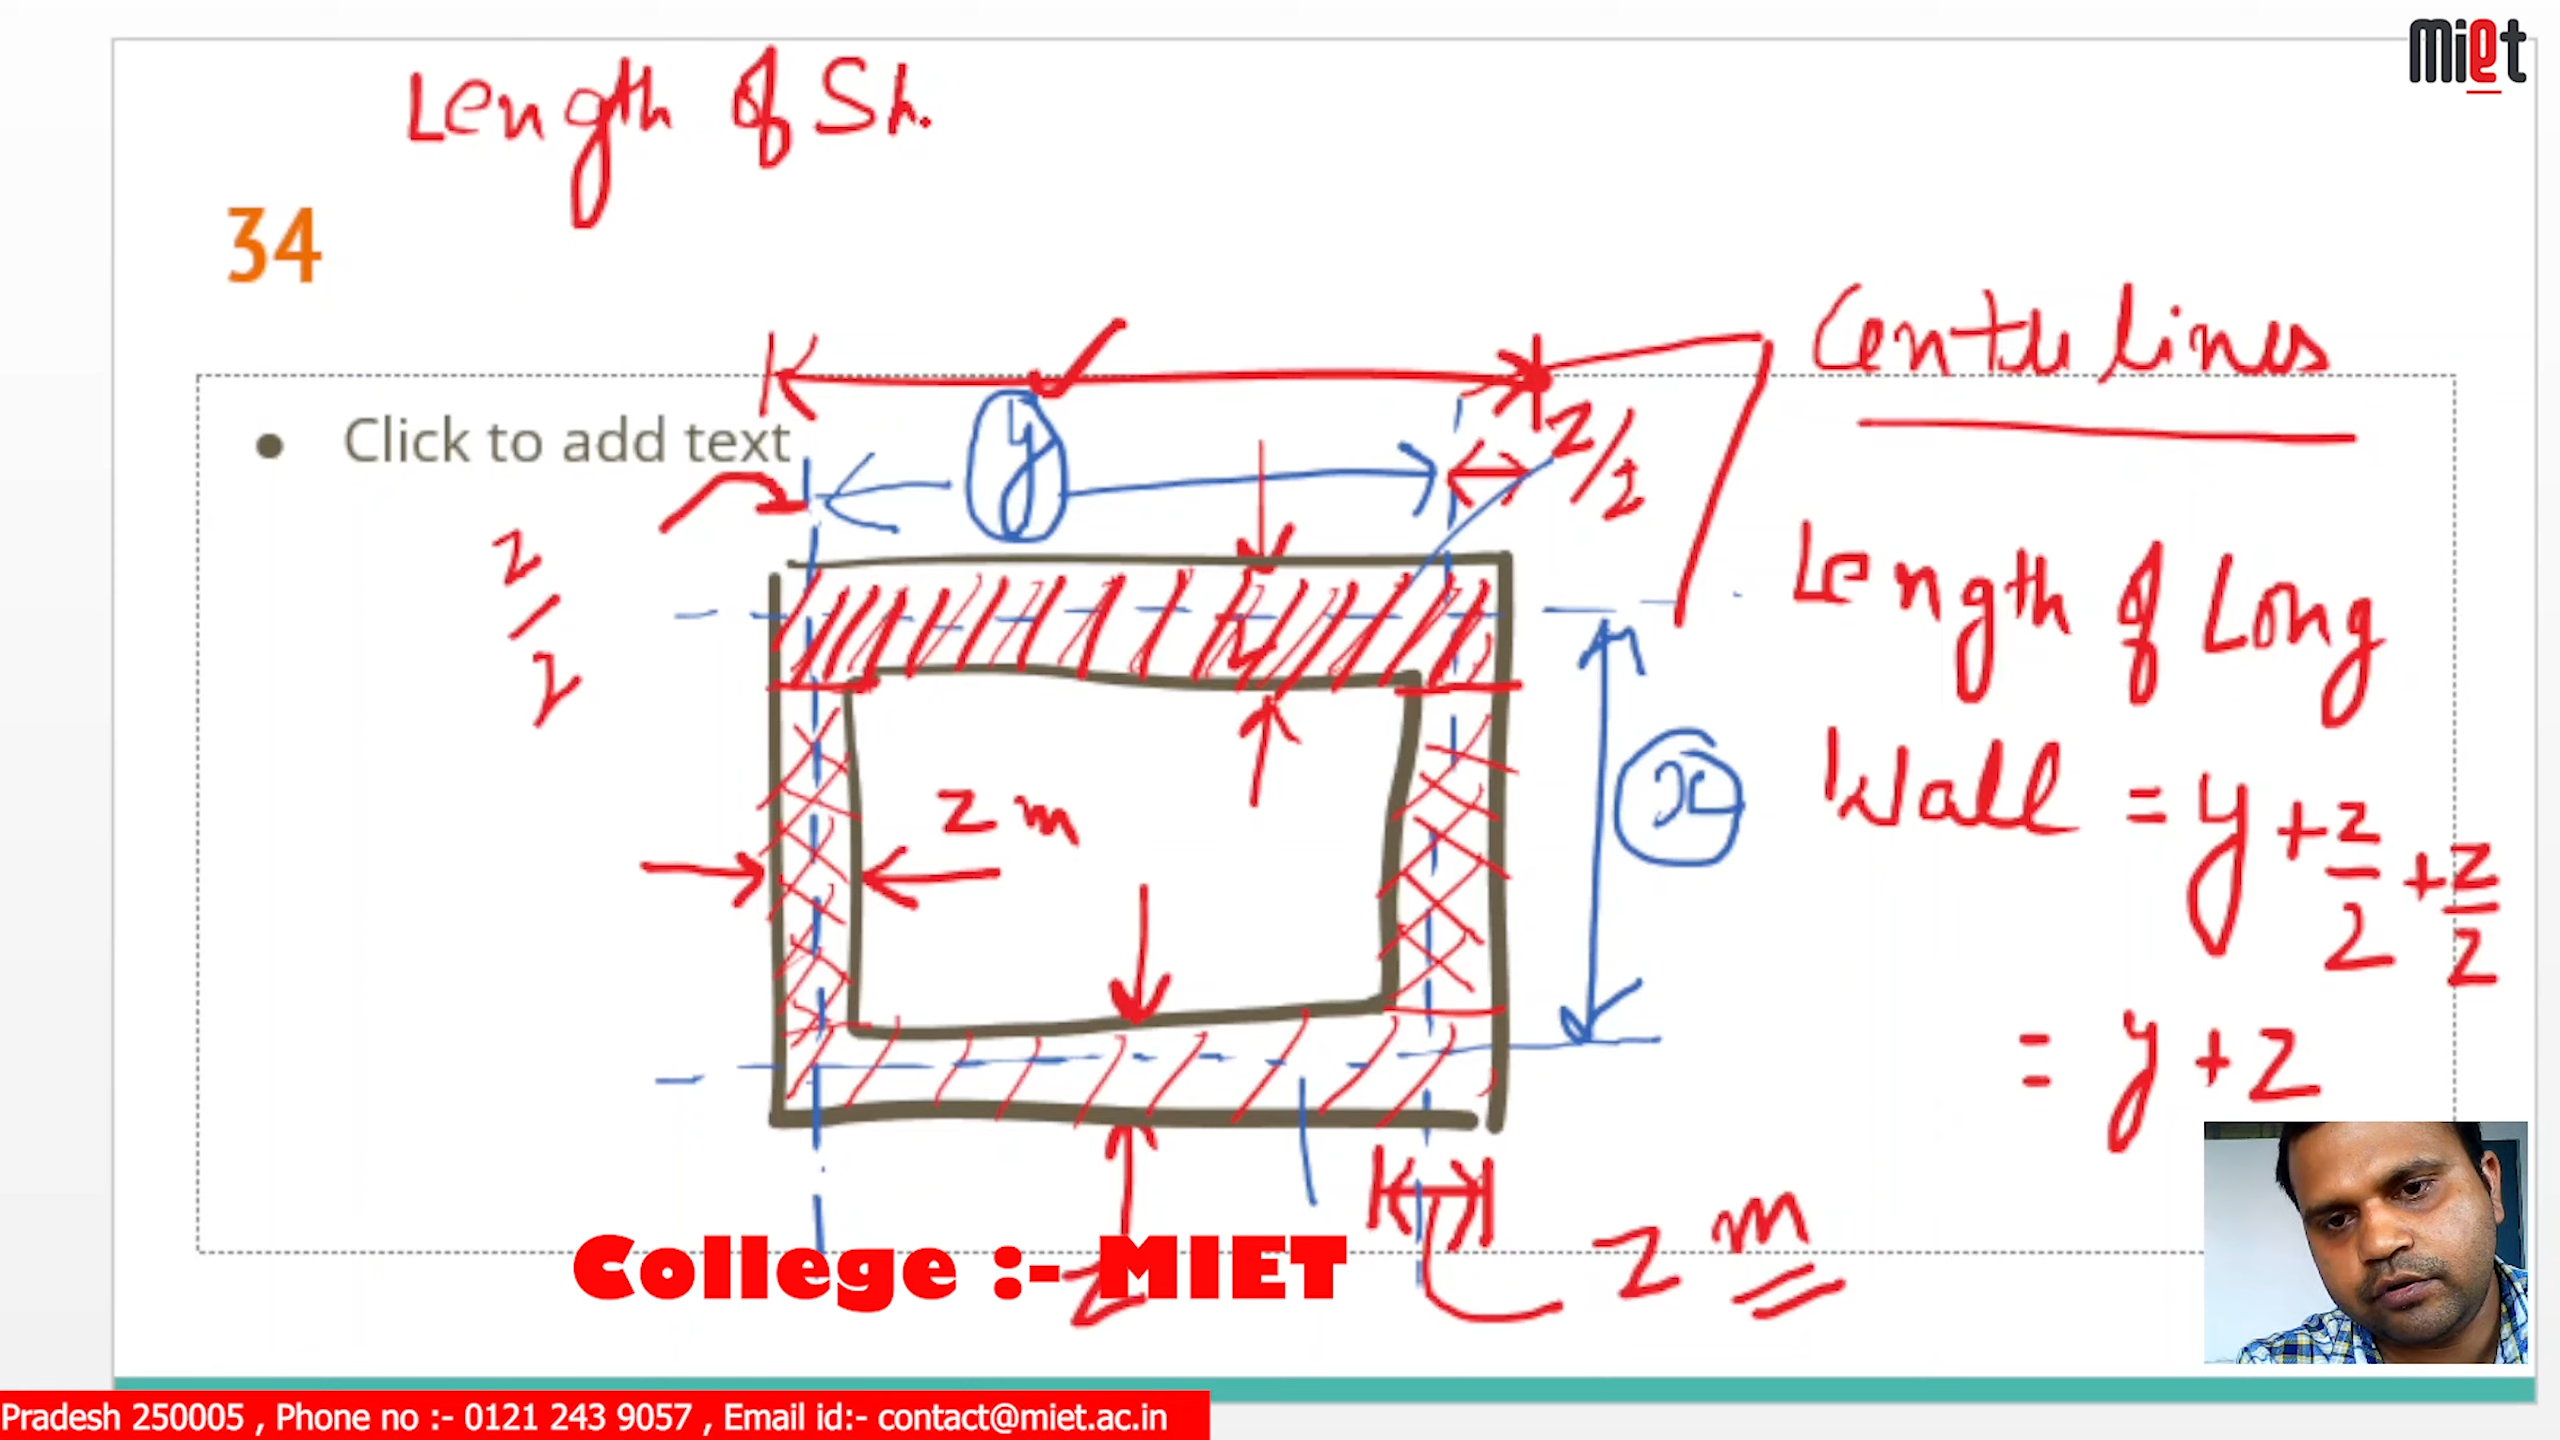 miet
Length of Sh.
34
Centre lines
• Click to add text
y
z/2
z/2
Length of Long
Wall = y + z/2 + z/2
= y + z
x
z m
z m
z
College :- MIET
Pradesh 250005 , Phone no :- 0121 243 9057 , Email id:- contact@miet.ac.in